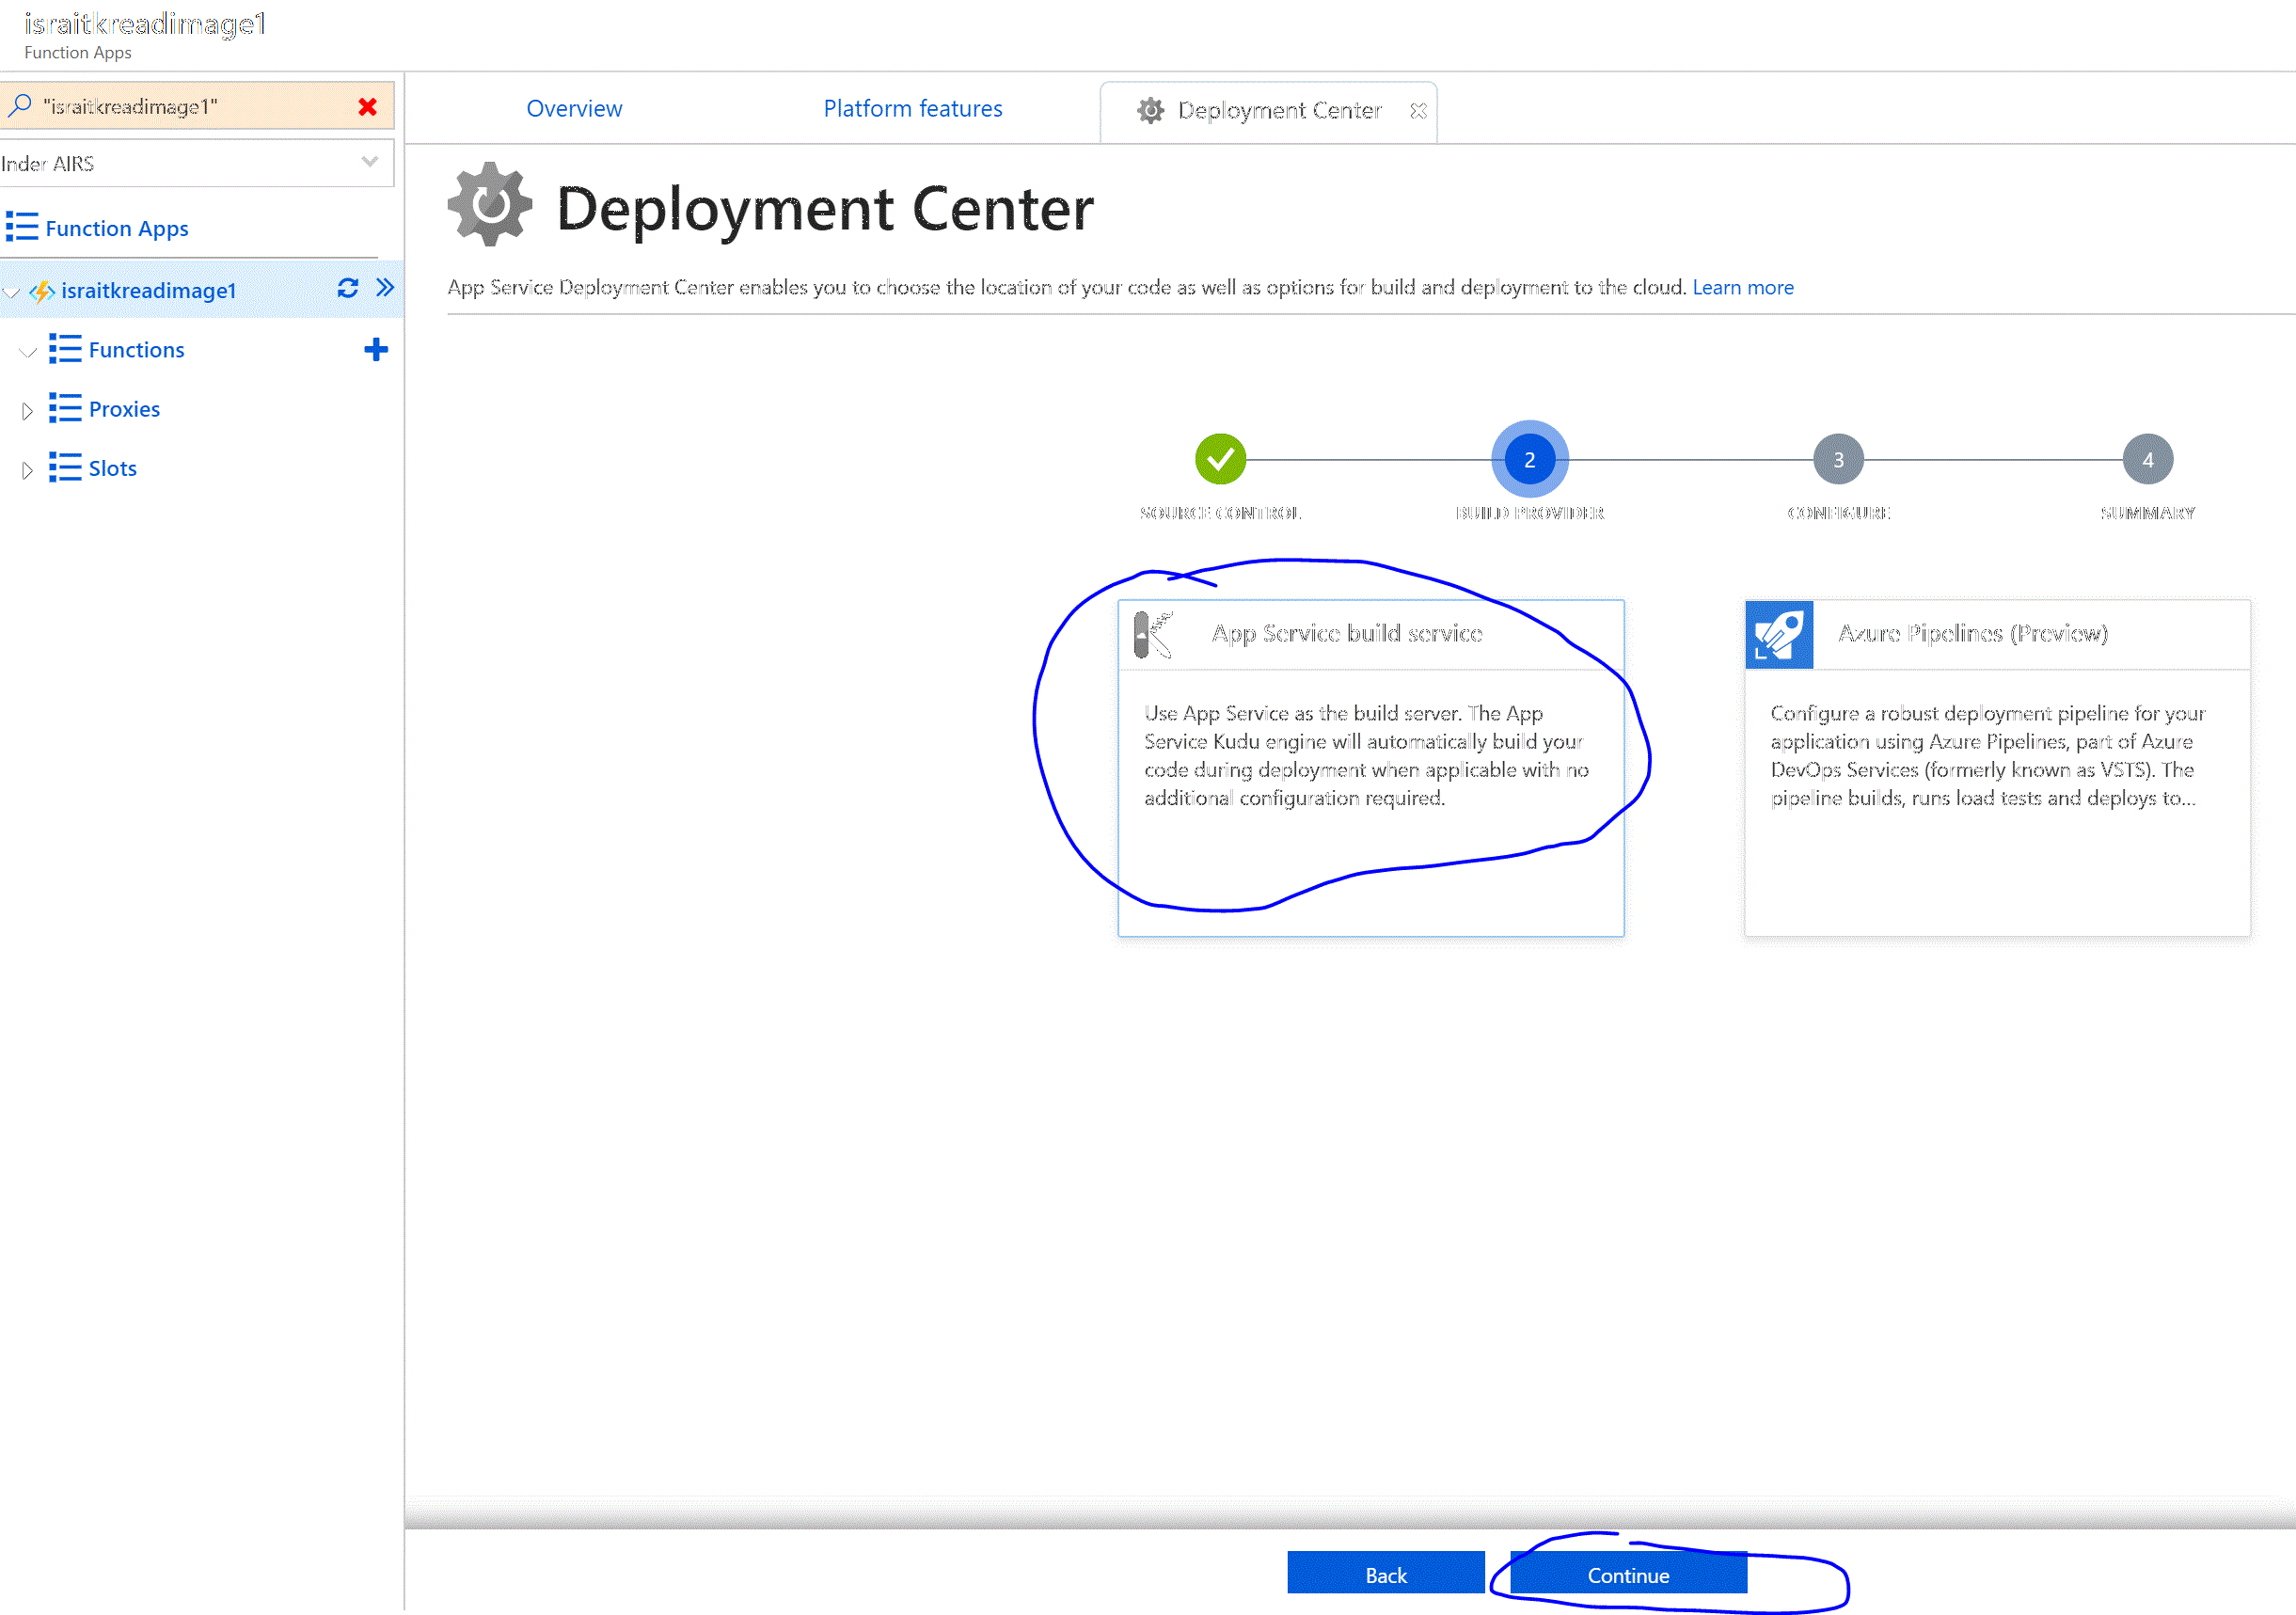 israitkreadimage1
Function Apps
"israitkreadimage1"
Inder AIRS
Function Apps
israitkreadimage1
Functions
Proxies
Slots
Overview
Platform features
Deployment Center
Deployment Center
App Service Deployment Center enables you to choose the location of your code as well as options for build and deployment to the cloud. Learn more
2
3
4
SOURCE CONTROL
BUILD PROVIDER
CONFIGURE
SUMMARY
App Service build service
Use App Service as the build server. The App
Service Kudu engine will automatically build your
code during deployment when applicable with no
additional configuration required.
Azure Pipelines (Preview)
Configure a robust deployment pipeline for your
application using Azure Pipelines, part of Azure
DevOps Services (formerly known as VSTS). The
pipeline builds, runs load tests and deploys to...
Back
Continue